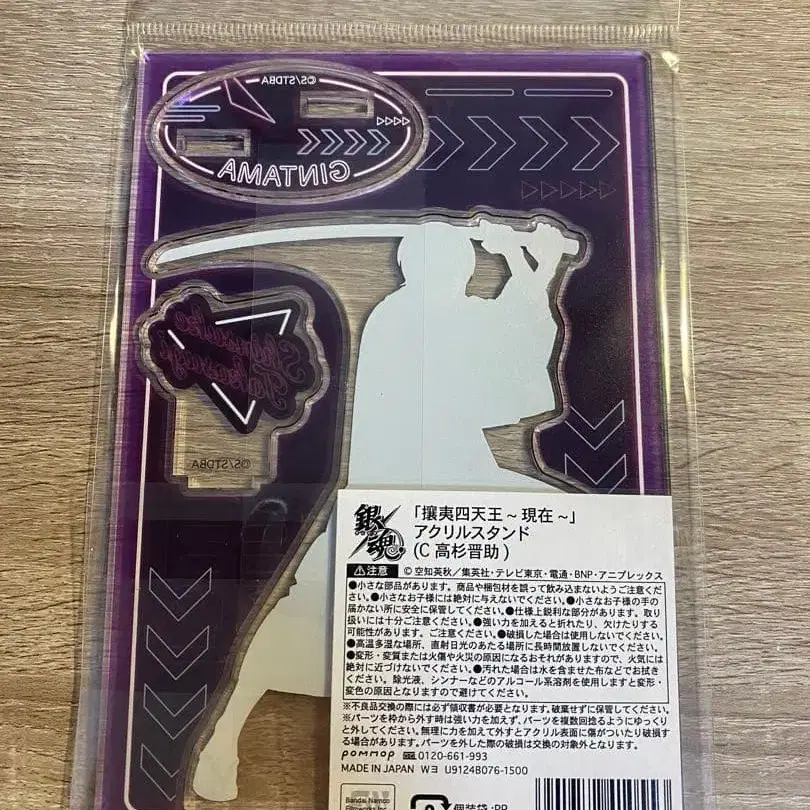 ©S/STDBA
GINTAMA
Shinsuke
Takasugi
©S/STDBA
銀魂
「攘夷四天王～現在～」
アクリルスタンド
(C 高杉晋助)
注意 ©空知英秋／集英社・テレビ東京・電通・BNP・アニプレックス
●小さな部品があります。商品や梱包材を誤って飲み込まないようご注意くだ
さい。●小さなお子様には絶対に与えないでください。●小さなお子様の手の
届かない所に安全に保管してください。●仕様上鋭利な部分があります。取り
扱いには十分ご注意ください。●強い力を加えると折れたり、欠けたりする
可能性があります。ご注意ください。●破損した場合は使用しないでください。
●高温多湿な場所、直射日光のあたる場所に長時間放置しないでください。
●変形・変質または火傷や火災の原因になるおそれがありますので、火気には
絶対に近づけないでください。●汚れた場合は水を含ませた布などでお拭き
ください。除光液、シンナーなどのアルコール系溶剤を使用しますと変形・
変色の原因となりますので避けてください。
※不良品交換の際には必ず領収書が必要となります。破棄せずに保管してください。
※パーツを枠から外す時は強い力を加えず、パーツを複数回捻るようにゆっくり
と外してください。無理に力を加えて外すとアクリル表面に傷がついたり破損
する場合があります。パーツを外した際の破損は交換の対象外となります。
POMMOP 0120-661-993
MADE IN JAPAN Wヨ U9124B076-1500
Bandai Namco
Filmworks Inc.
個装袋:PP